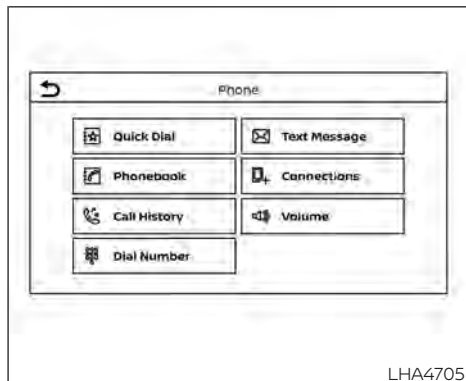 Phone
Quick Dial
Text Message
Phonebook
Connections
Call History
Volume
Dial Number
LHA4705